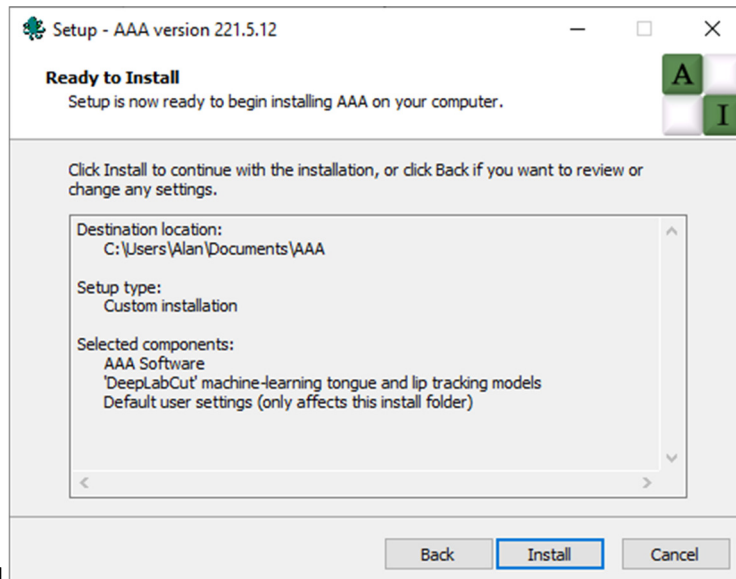 Setup - AAA version 221.5.12
Ready to Install
Setup is now ready to begin installing AAA on your computer.
A
I
Click Install to continue with the installation, or click Back if you want to review or
change any settings.
Destination location:
C:\Users\Alan\Documents\AAA
Setup type:
Custom installation
Selected components:
AAA Software
'DeepLabCut' machine-learning tongue and lip tracking models
Default user settings (only affects this install folder)
Back
Install
Cancel